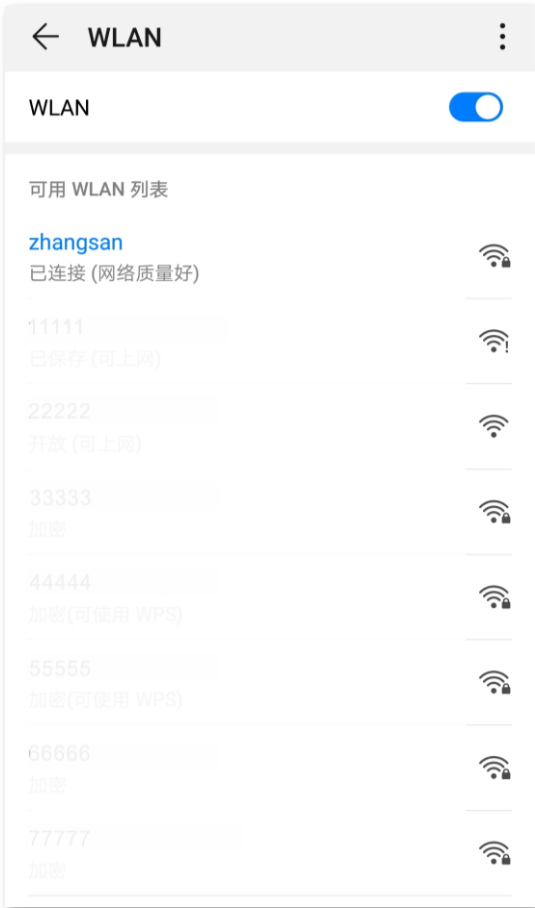 WLAN
WLAN
可用 WLAN 列表
zhangsan
已连接 (网络质量好)
11111
已保存 (可上网)
22222
开放 (可上网)
33333
加密
44444
加密(可使用 WPS)
55555
加密(可使用 WPS)
66666
加密
77777
加密